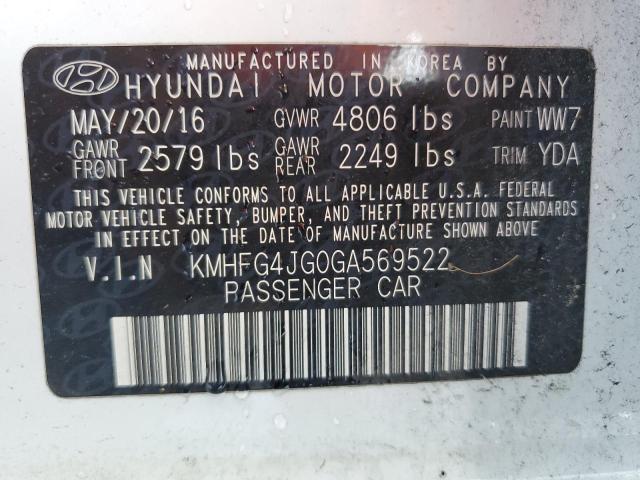 MANUFACTURED IN KOREA BY
HYUNDAI MOTOR COMPANY
MAY/20/16 GVWR 4806 lbs PAINT WW7
GAWR FRONT 2579 lbs GAWR REAR 2249 lbs TRIM YDA
THIS VEHICLE CONFORMS TO ALL APPLICABLE U.S.A. FEDERAL
MOTOR VEHICLE SAFETY, BUMPER, AND THEFT PREVENTION STANDARDS
IN EFFECT ON THE DATE OF MANUFACTURE SHOWN ABOVE.
V.I.N KMHFG4JG0GA569522
PASSENGER CAR